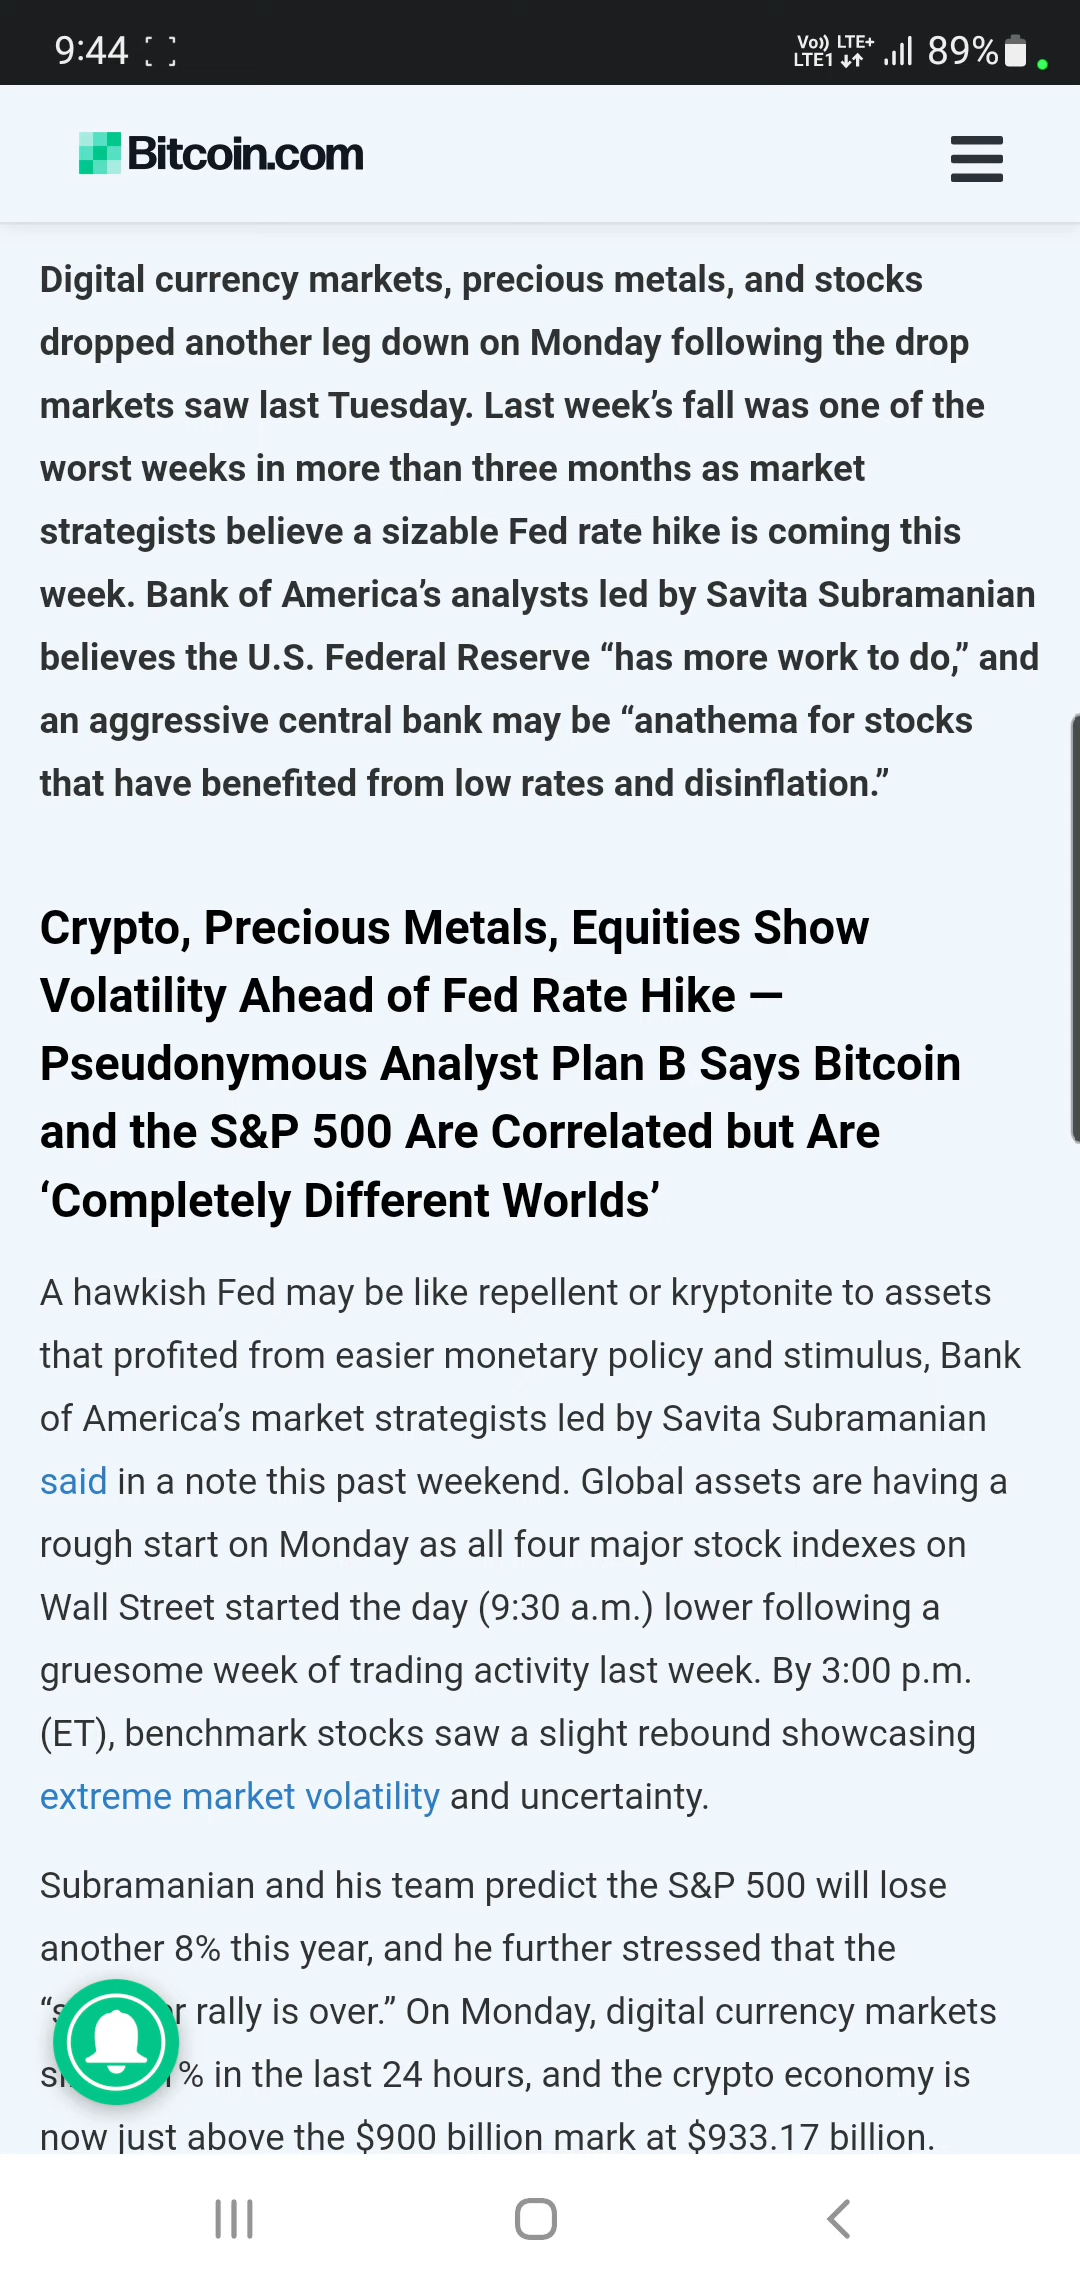 9:44
Vo)) LTE+
LTE1
89%
Bitcoin.com
Digital currency markets, precious metals, and stocks
dropped another leg down on Monday following the drop
markets saw last Tuesday. Last week’s fall was one of the
worst weeks in more than three months as market
strategists believe a sizable Fed rate hike is coming this
week. Bank of America’s analysts led by Savita Subramanian
believes the U.S. Federal Reserve “has more work to do,” and
an aggressive central bank may be “anathema for stocks
that have benefited from low rates and disinflation.”
Crypto, Precious Metals, Equities Show
Volatility Ahead of Fed Rate Hike —
Pseudonymous Analyst Plan B Says Bitcoin
and the S&P 500 Are Correlated but Are
‘Completely Different Worlds’
A hawkish Fed may be like repellent or kryptonite to assets
that profited from easier monetary policy and stimulus, Bank
of America’s market strategists led by Savita Subramanian
said in a note this past weekend. Global assets are having a
rough start on Monday as all four major stock indexes on
Wall Street started the day (9:30 a.m.) lower following a
gruesome week of trading activity last week. By 3:00 p.m.
(ET), benchmark stocks saw a slight rebound showcasing
extreme market volatility and uncertainty.
Subramanian and his team predict the S&P 500 will lose
another 8% this year, and he further stressed that the
rally is over.” On Monday, digital currency markets
% in the last 24 hours, and the crypto economy is
now just above the $900 billion mark at $933.17 billion.